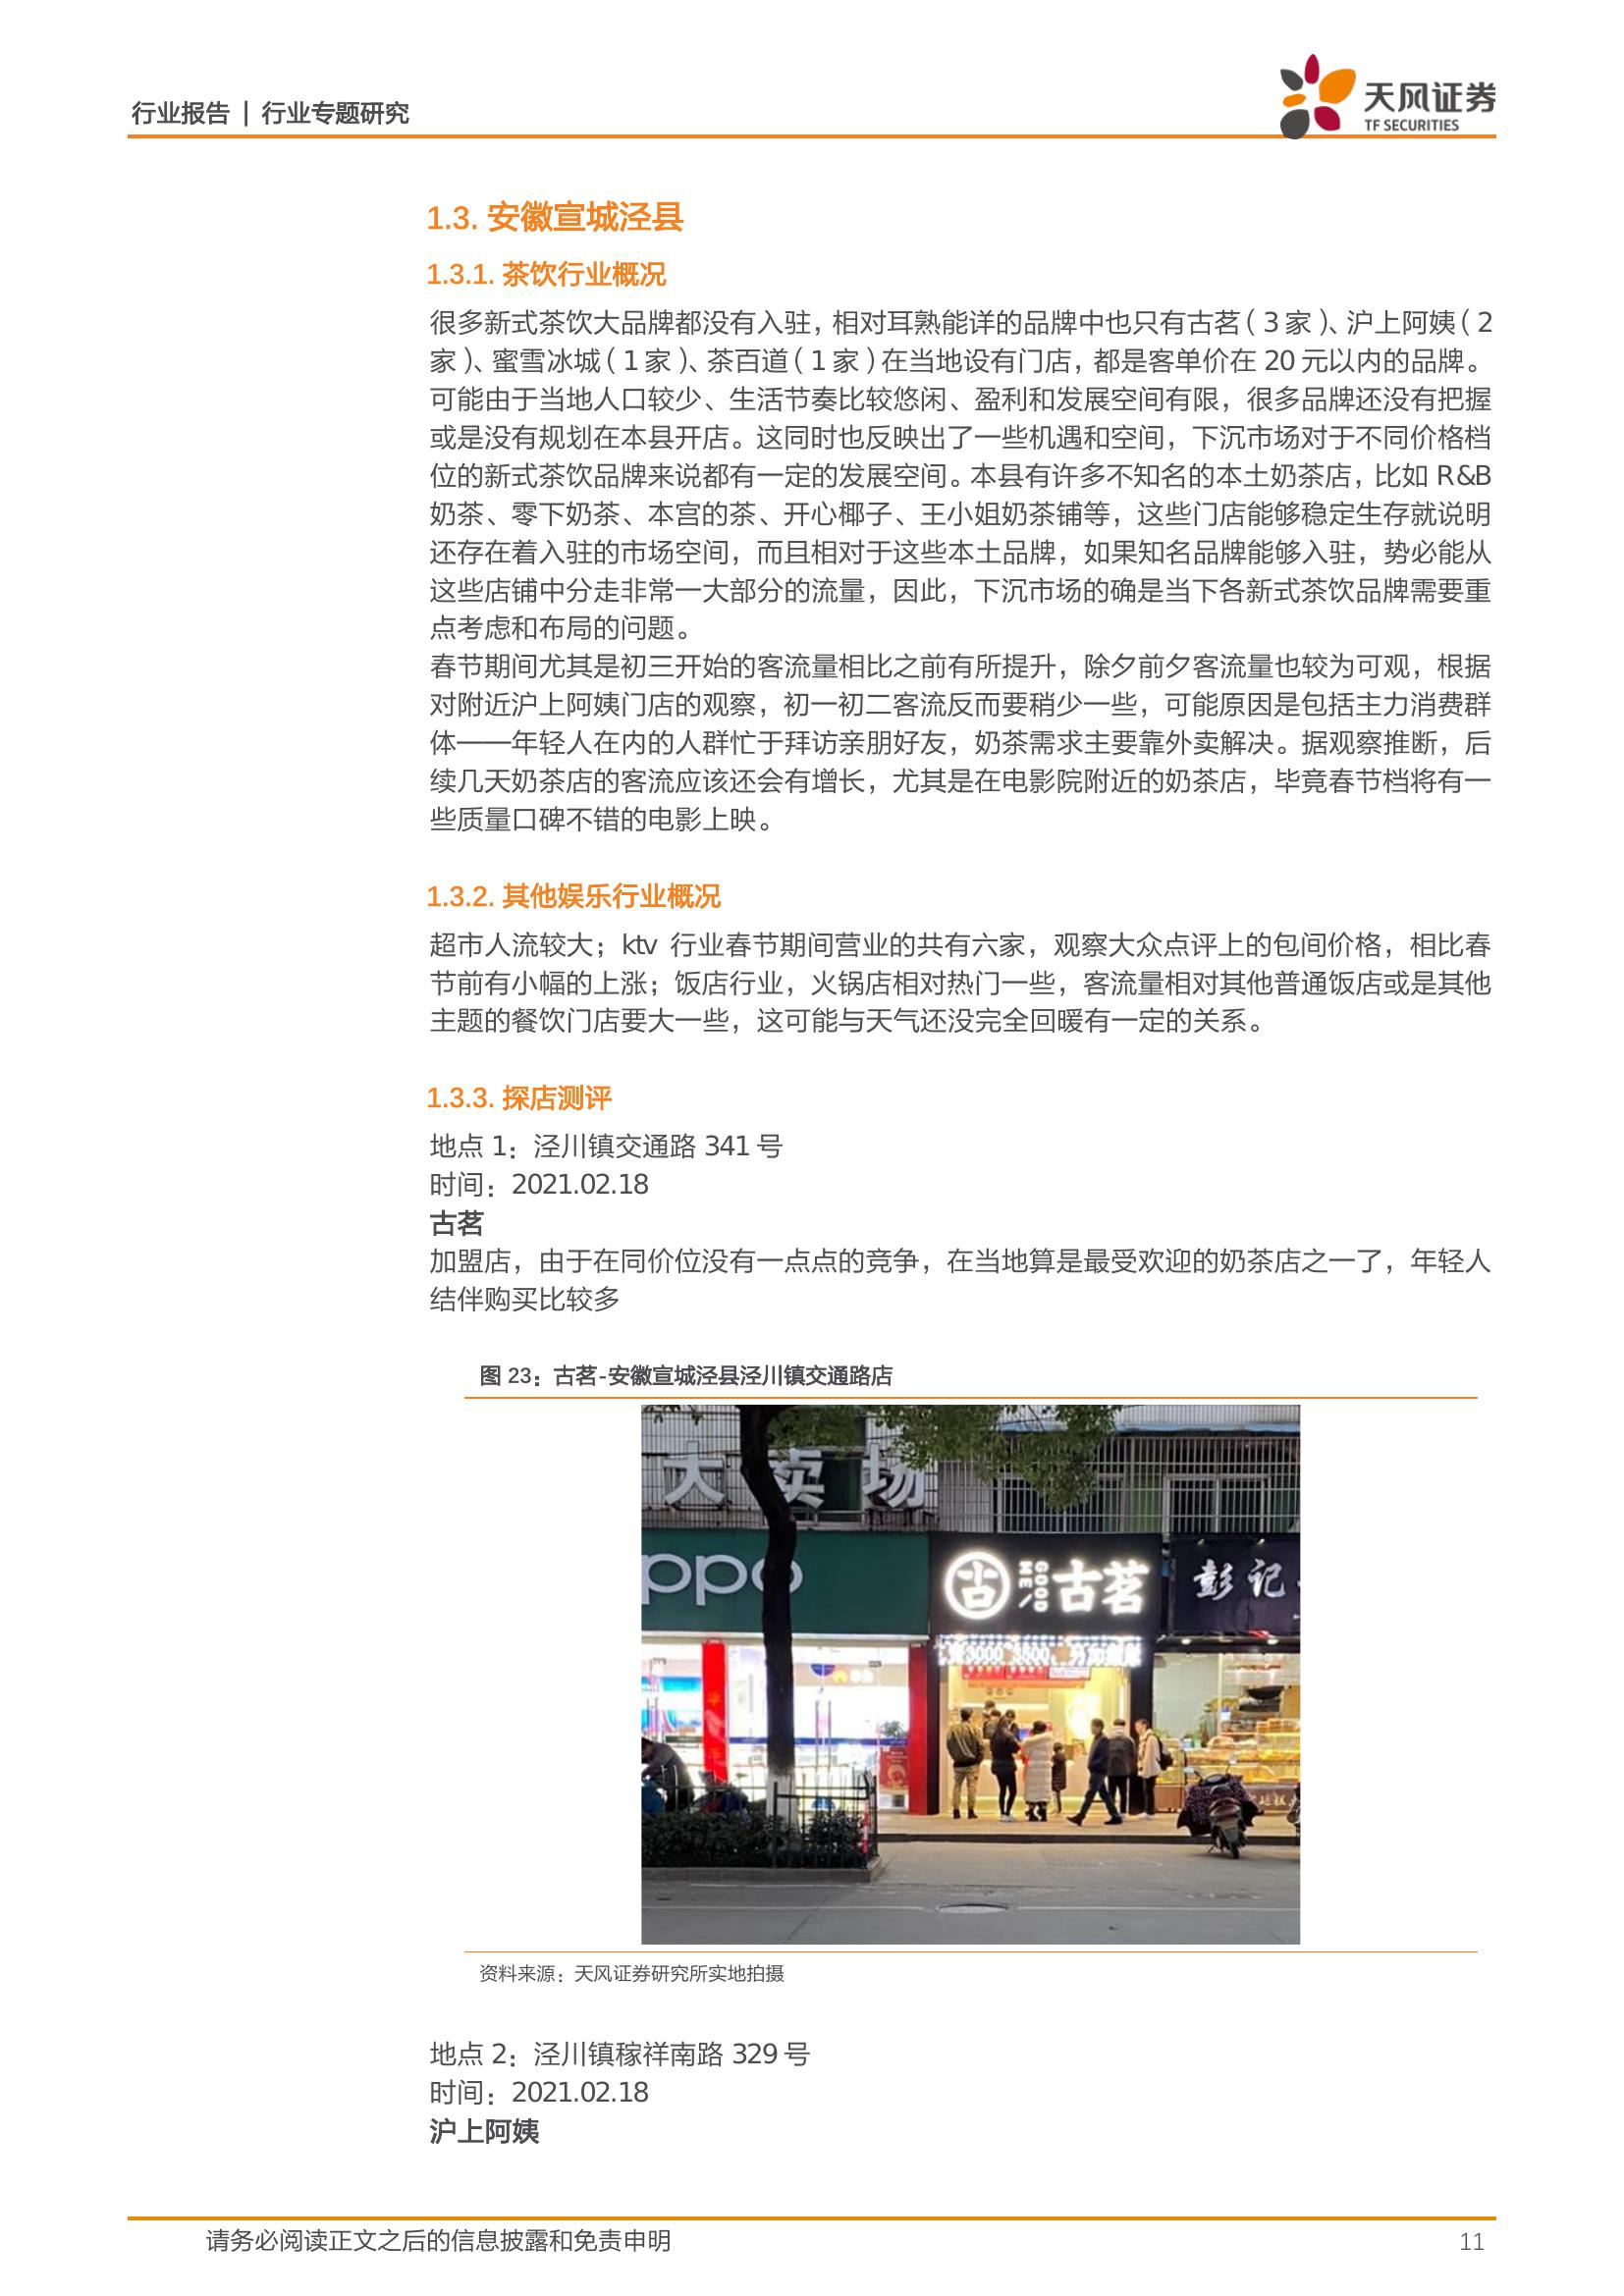 行业报告 | 行业专题研究
天风证券
TF SECURITIES
1.3. 安徽宣城泾县
1.3.1. 茶饮行业概况
很多新式茶饮大品牌都没有入驻，相对耳熟能详的品牌中也只有古茗（3家）、沪上阿姨（2
家）、蜜雪冰城（1家）、茶百道（1家）在当地设有门店，都是客单价在20元以内的品牌。
可能由于当地人口较少、生活节奏比较悠闲、盈利和发展空间有限，很多品牌还没有把握
或是没有规划在本县开店。这同时也反映出了一些机遇和空间，下沉市场对于不同价格档
位的新式茶饮品牌来说都有一定的发展空间。本县有许多不知名的本土奶茶店，比如 R&B
奶茶、零下奶茶、本宫的茶、开心椰子、王小姐奶茶铺等，这些门店能够稳定生存就说明
还存在着入驻的市场空间，而且相对于这些本土品牌，如果知名品牌能够入驻，势必能从
这些店铺中分走非常一大部分的流量，因此，下沉市场的确是当下各新式茶饮品牌需要重
点考虑和布局的问题。
春节期间尤其是初三开始的客流量相比之前有所提升，除夕前夕客流量也较为可观，根据
对附近沪上阿姨门店的观察，初一初二客流反而要稍少一些，可能原因是包括主力消费群
体——年轻人在内的人群忙于拜访亲朋好友，奶茶需求主要靠外卖解决。据观察推断，后
续几天奶茶店的客流应该还会有增长，尤其是在电影院附近的奶茶店，毕竟春节档将有一
些质量口碑不错的电影上映。
1.3.2. 其他娱乐行业概况
超市人流较大；ktv 行业春节期间营业的共有六家，观察大众点评上的包间价格，相比春
节前有小幅的上涨；饭店行业，火锅店相对热门一些，客流量相对其他普通饭店或是其他
主题的餐饮门店要大一些，这可能与天气还没完全回暖有一定的关系。
1.3.3. 探店测评
地点 1：泾川镇交通路 341 号
时间：2021.02.18
古茗
加盟店，由于在同价位没有一点点的竞争，在当地算是最受欢迎的奶茶店之一了，年轻人
结伴购买比较多
图 23：古茗-安徽宣城泾县泾川镇交通路店
大卖场
ppo
古 GOOD ME 古茗
彭记
3000 3500
资料来源：天风证券研究所实地拍摄
地点 2：泾川镇稼祥南路 329 号
时间：2021.02.18
沪上阿姨
请务必阅读正文之后的信息披露和免责申明
11